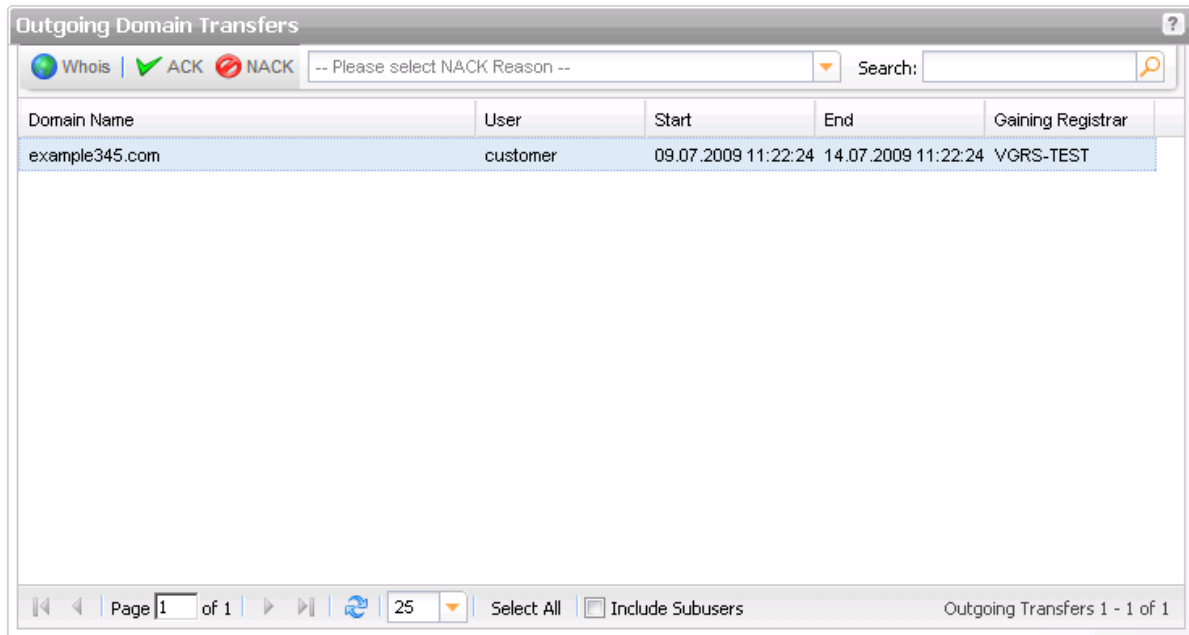 Outgoing Domain Transfers ?
Whois ACK NACK -- Please select NACK Reason -- Search:
Domain Name User Start End Gaining Registrar
example345.com customer 09.07.2009 11:22:24 14.07.2009 11:22:24 VGRS-TEST
Page 1 of 1 25 Select All Include Subusers Outgoing Transfers 1 - 1 of 1